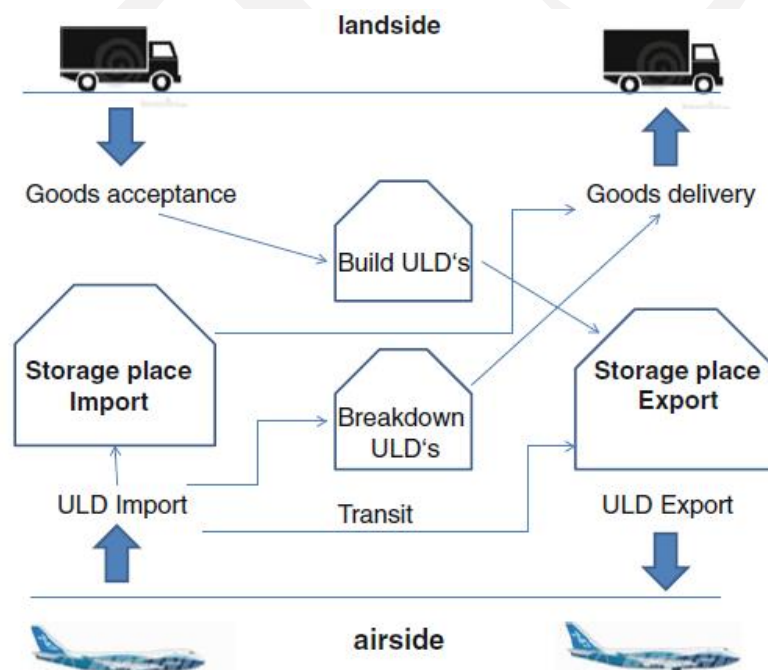 landside
Goods acceptance
Goods delivery
Build ULD‘s
Storage place
Import
Storage place
Export
Breakdown
ULD‘s
ULD Import
Transit
ULD Export
airside